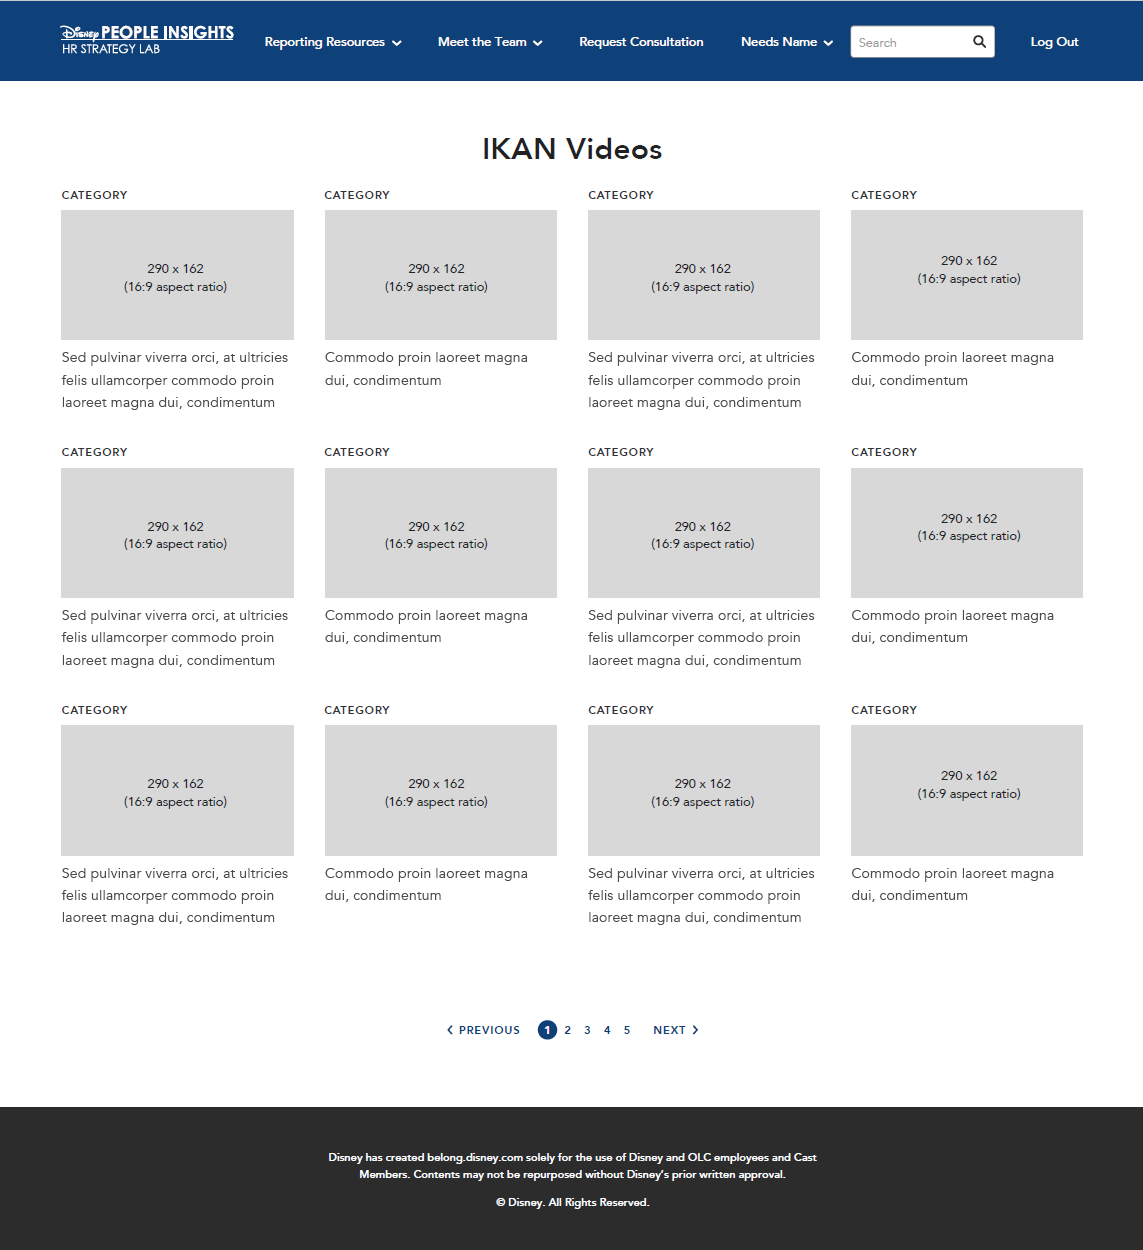 Disney PEOPLE INSIGHTS
HR STRATEGY LAB
Reporting Resources
Meet the Team
Request Consultation
Needs Name
Search
Log Out
IKAN Videos
CATEGORY
290 x 162
(16:9 aspect ratio)
Sed pulvinar viverra orci, at ultricies
felis ullamcorper commodo proin
laoreet magna dui, condimentum
CATEGORY
290 x 162
(16:9 aspect ratio)
Commodo proin laoreet magna
dui, condimentum
CATEGORY
290 x 162
(16:9 aspect ratio)
Sed pulvinar viverra orci, at ultricies
felis ullamcorper commodo proin
laoreet magna dui, condimentum
CATEGORY
290 x 162
(16:9 aspect ratio)
Commodo proin laoreet magna
dui, condimentum
CATEGORY
290 x 162
(16:9 aspect ratio)
Sed pulvinar viverra orci, at ultricies
felis ullamcorper commodo proin
laoreet magna dui, condimentum
CATEGORY
290 x 162
(16:9 aspect ratio)
Commodo proin laoreet magna
dui, condimentum
CATEGORY
290 x 162
(16:9 aspect ratio)
Sed pulvinar viverra orci, at ultricies
felis ullamcorper commodo proin
laoreet magna dui, condimentum
CATEGORY
290 x 162
(16:9 aspect ratio)
Commodo proin laoreet magna
dui, condimentum
CATEGORY
290 x 162
(16:9 aspect ratio)
Sed pulvinar viverra orci, at ultricies
felis ullamcorper commodo proin
laoreet magna dui, condimentum
CATEGORY
290 x 162
(16:9 aspect ratio)
Commodo proin laoreet magna
dui, condimentum
CATEGORY
290 x 162
(16:9 aspect ratio)
Sed pulvinar viverra orci, at ultricies
felis ullamcorper commodo proin
laoreet magna dui, condimentum
CATEGORY
290 x 162
(16:9 aspect ratio)
Commodo proin laoreet magna
dui, condimentum
PREVIOUS 1 2 3 4 5 NEXT
Disney has created belong.disney.com solely for the use of Disney and OLC employees and Cast
Members. Contents may not be repurposed without Disney’s prior written approval.
© Disney. All Rights Reserved.